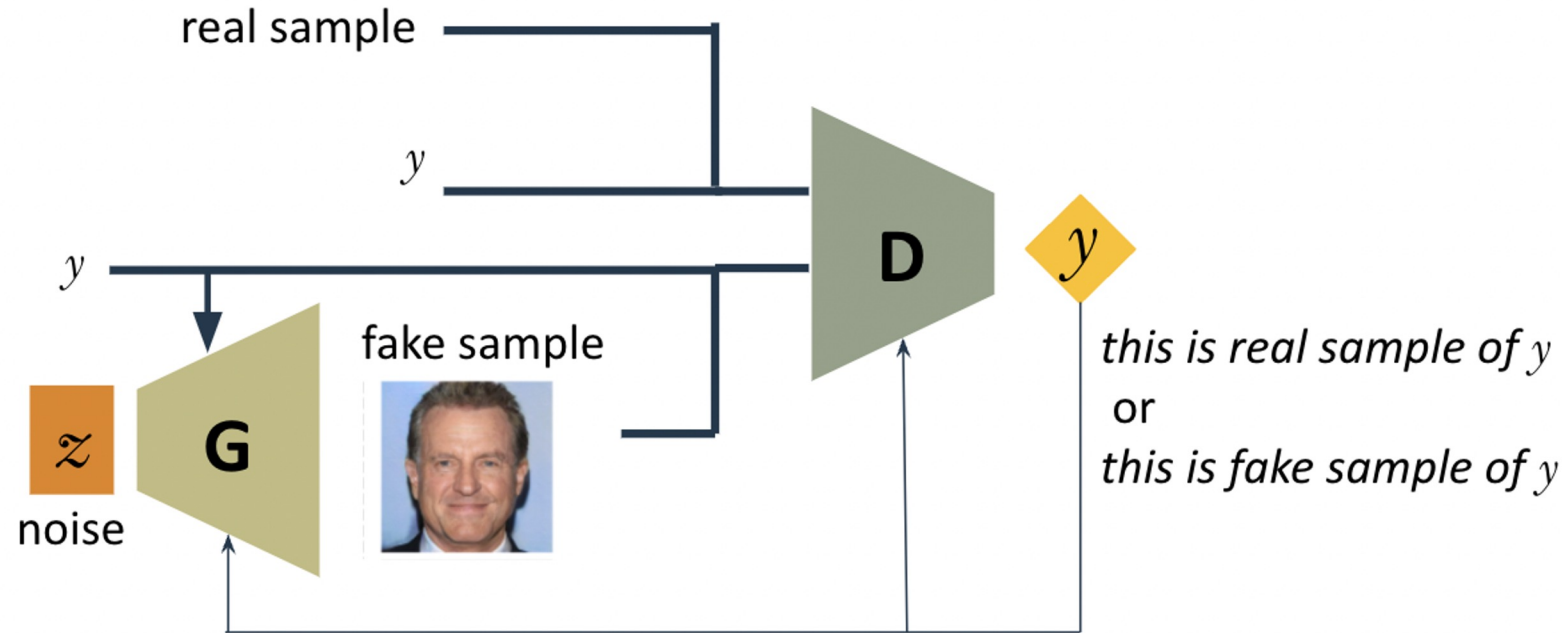 real sample
y
y
D
y
fake sample
this is real sample of y
or
this is fake sample of y
z
G
noise